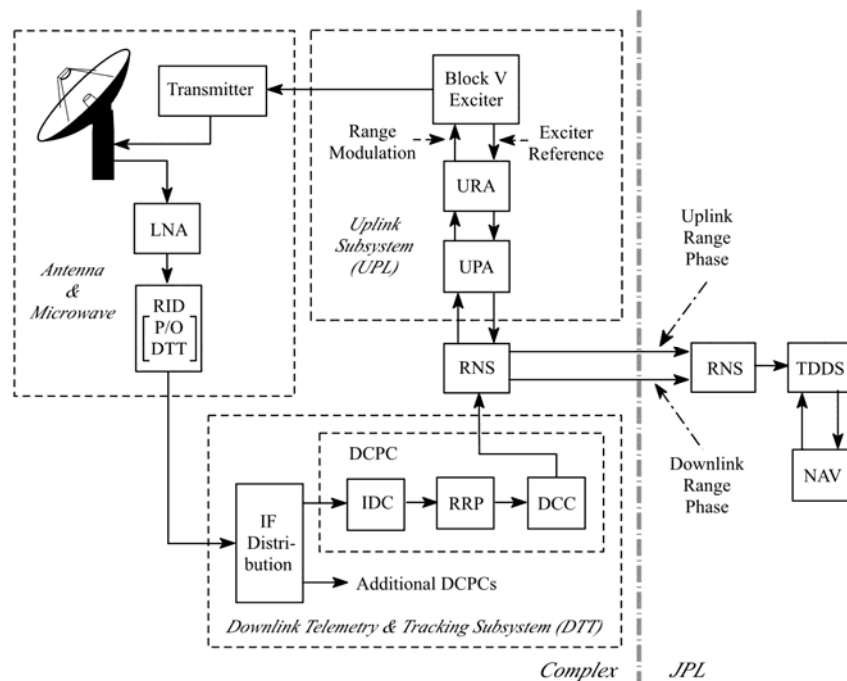 Transmitter
Block V
Exciter
Range
Modulation
Exciter
Reference
URA
LNA
Uplink
Subsystem
(UPL)
UPA
Antenna
&
Microwave
RID
P/O
DTT
Uplink
Range
Phase
RNS
RNS
TDDS
Downlink
Range
Phase
NAV
DCPC
IDC
RRP
DCC
IF
Distri-
bution
Additional DCPCs
Downlink Telemetry & Tracking Subsystem (DTT)
Complex
JPL